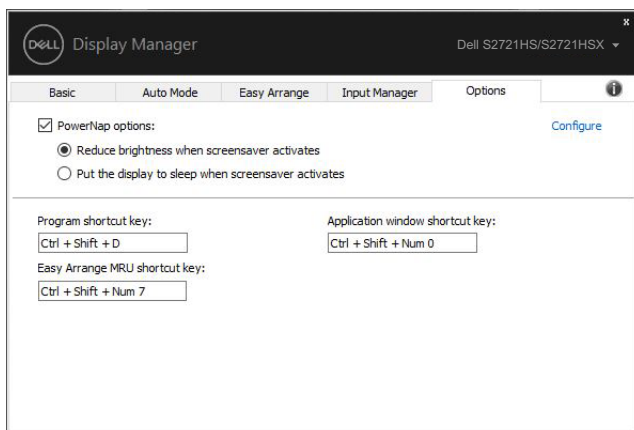 x
DELL Display Manager
Dell S2721HS/S2721HSX
Basic Auto Mode Easy Arrange Input Manager Options i
PowerNap options: Configure
Reduce brightness when screensaver activates
Put the display to sleep when screensaver activates
Program shortcut key: Application window shortcut key:
Ctrl + Shift + D Ctrl + Shift + Num 0
Easy Arrange MRU shortcut key:
Ctrl + Shift + Num 7